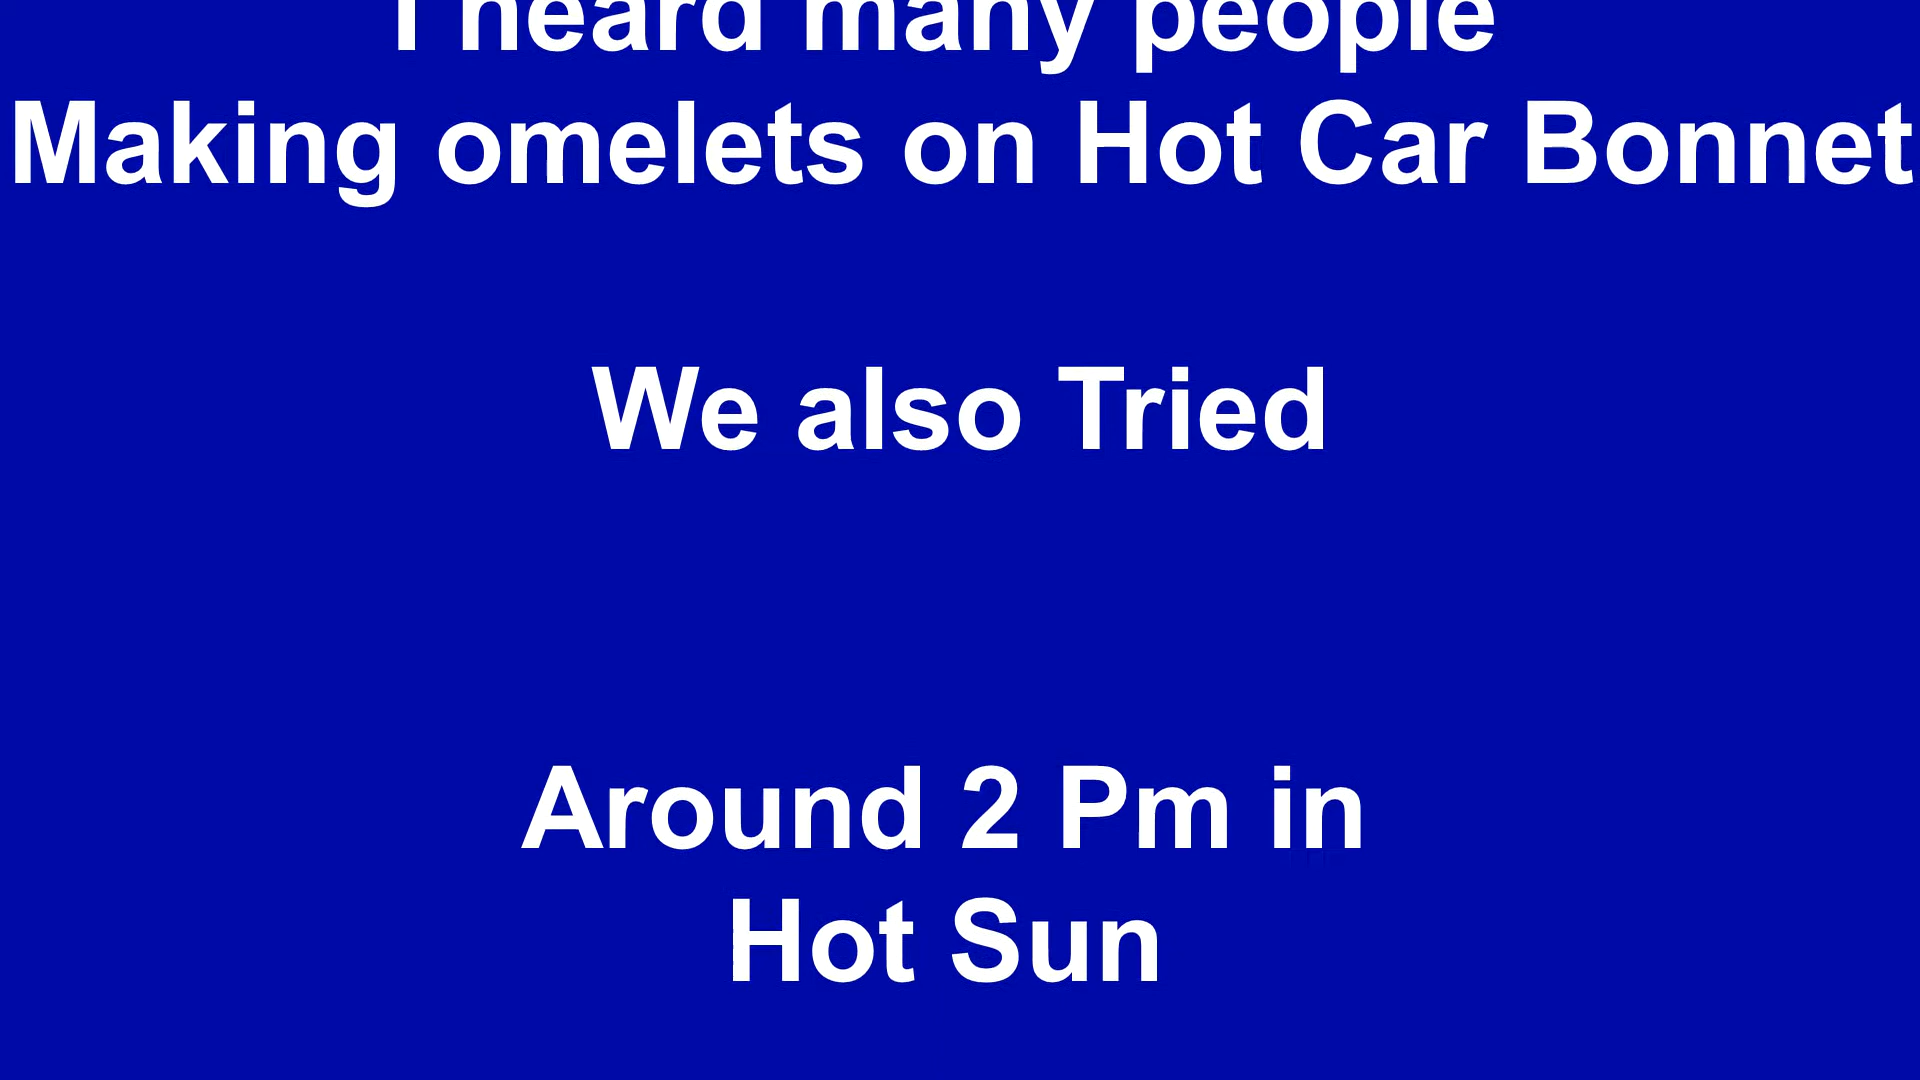 I heard many people
Making omelets on Hot Car Bonnet
We also Tried
Around 2 Pm in
Hot Sun